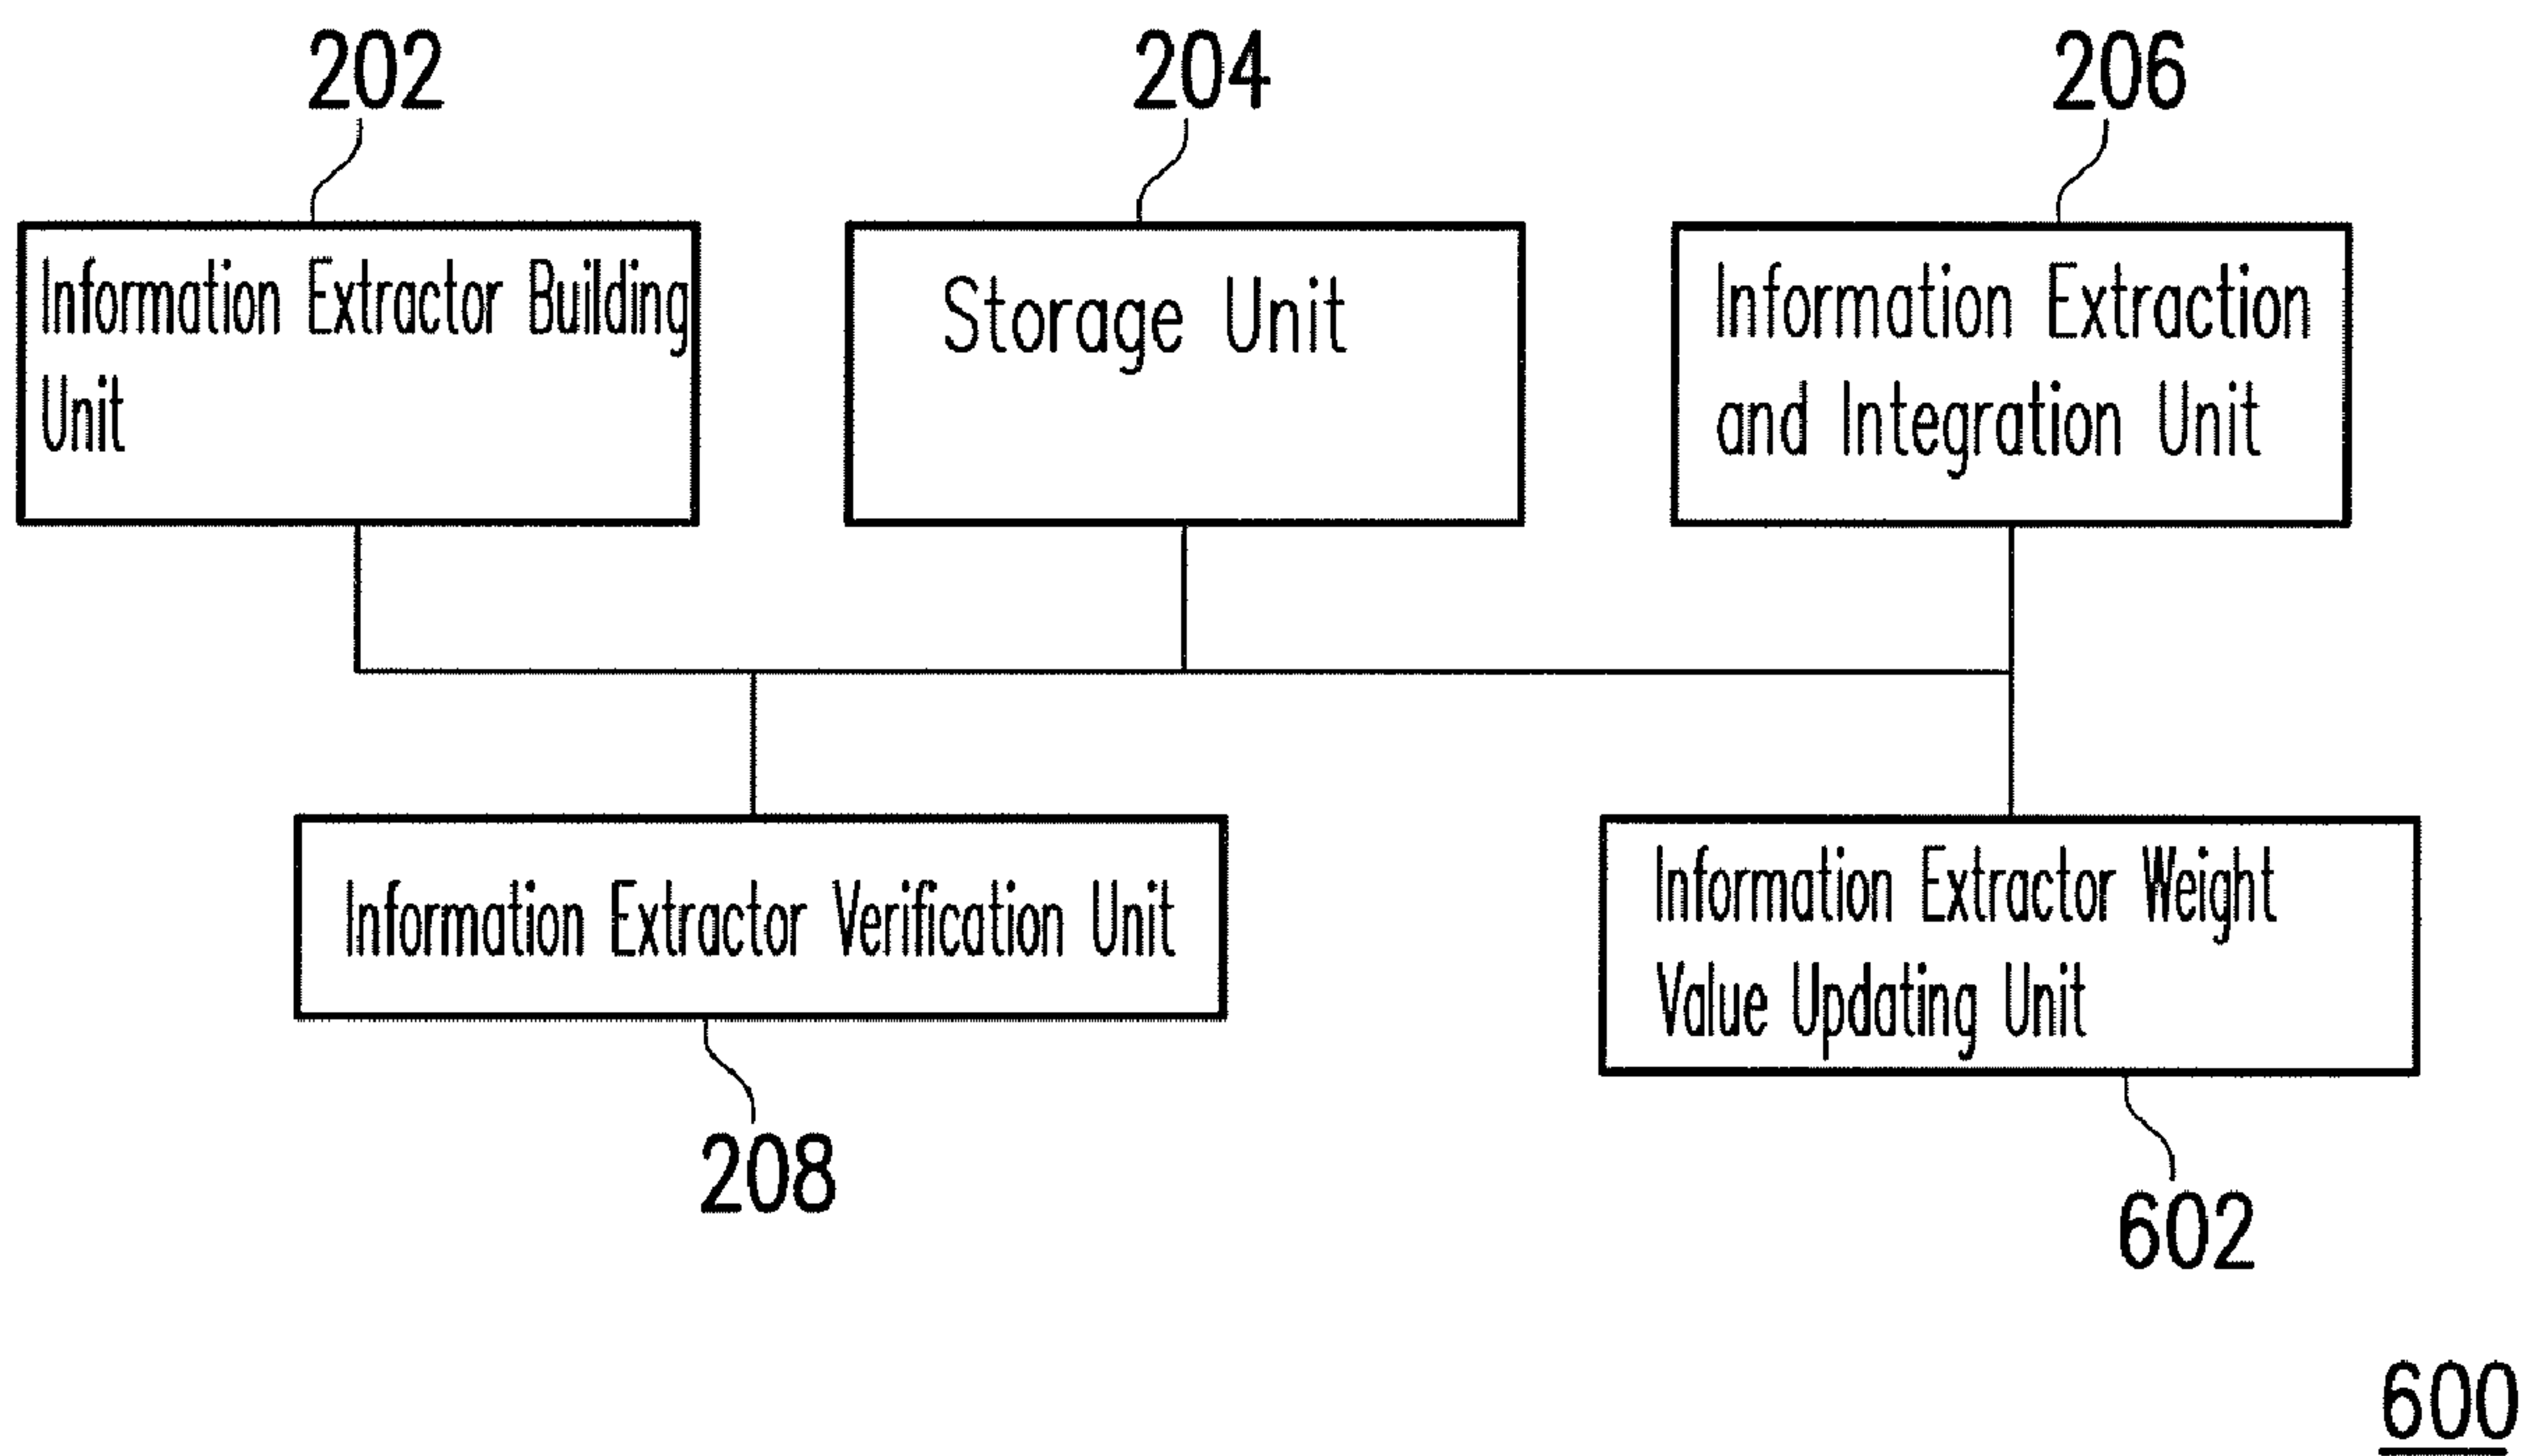 202
204
206
Information Extractor Building
Unit
Storage Unit
Information Extraction
and Integration Unit
Information Extractor Verification Unit
Information Extractor Weight
Value Updating Unit
208
602
600